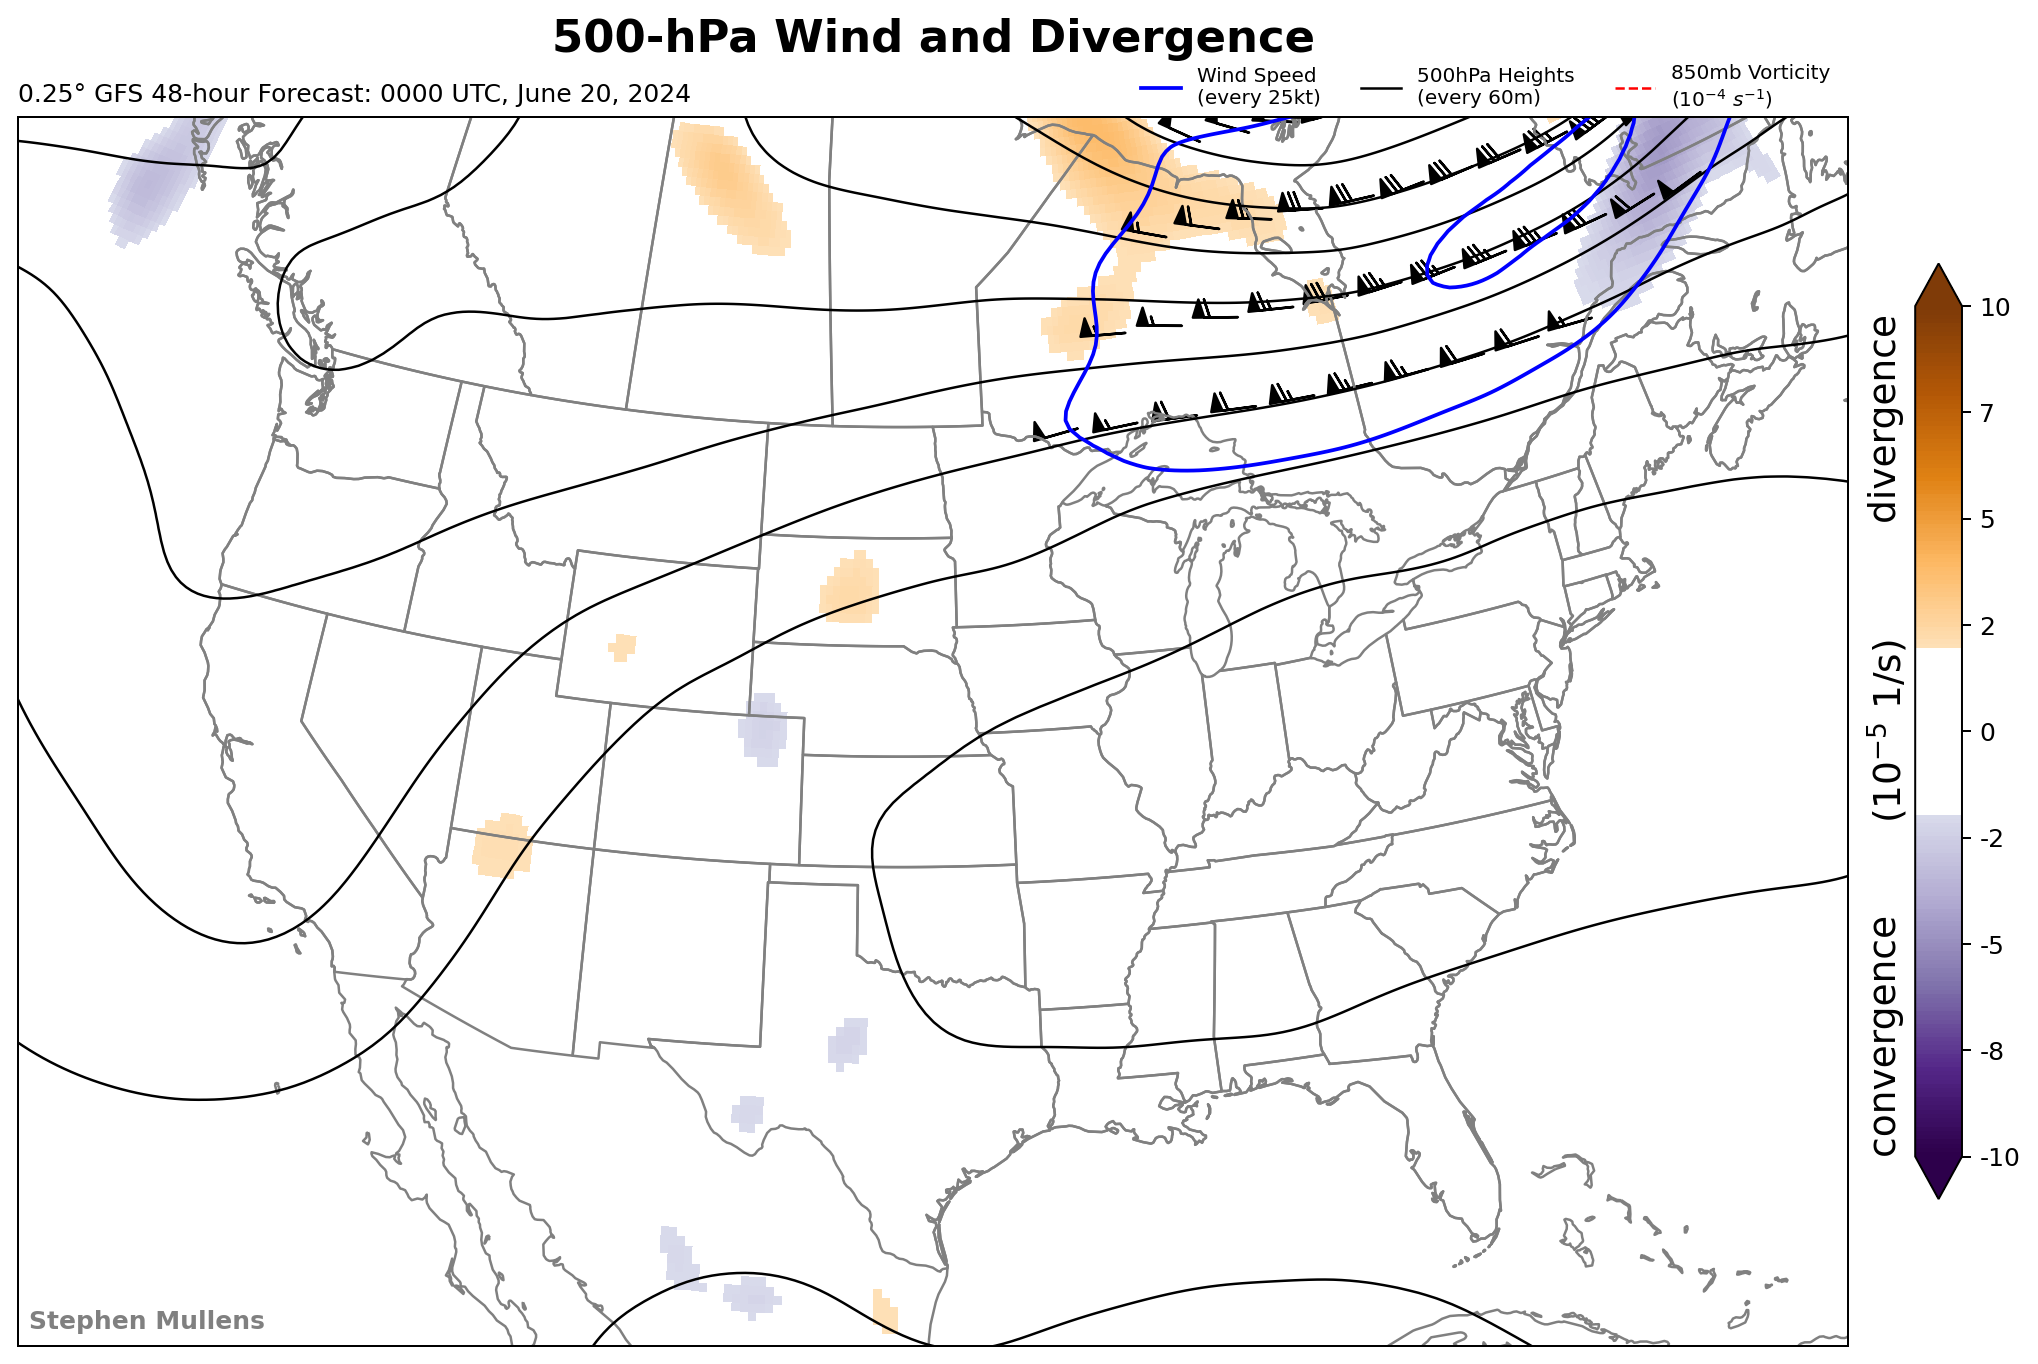 500-hPa Wind and Divergence
0.25° GFS 48-hour Forecast: 0000 UTC, June 20, 2024
Wind Speed
(every 25kt)
500hPa Heights
(every 60m)
850mb Vorticity
(10⁻⁴ s⁻¹)
10
7
5
2
0
-2
-5
-8
-10
convergence (10⁻⁵ 1/s) divergence
Stephen Mullens